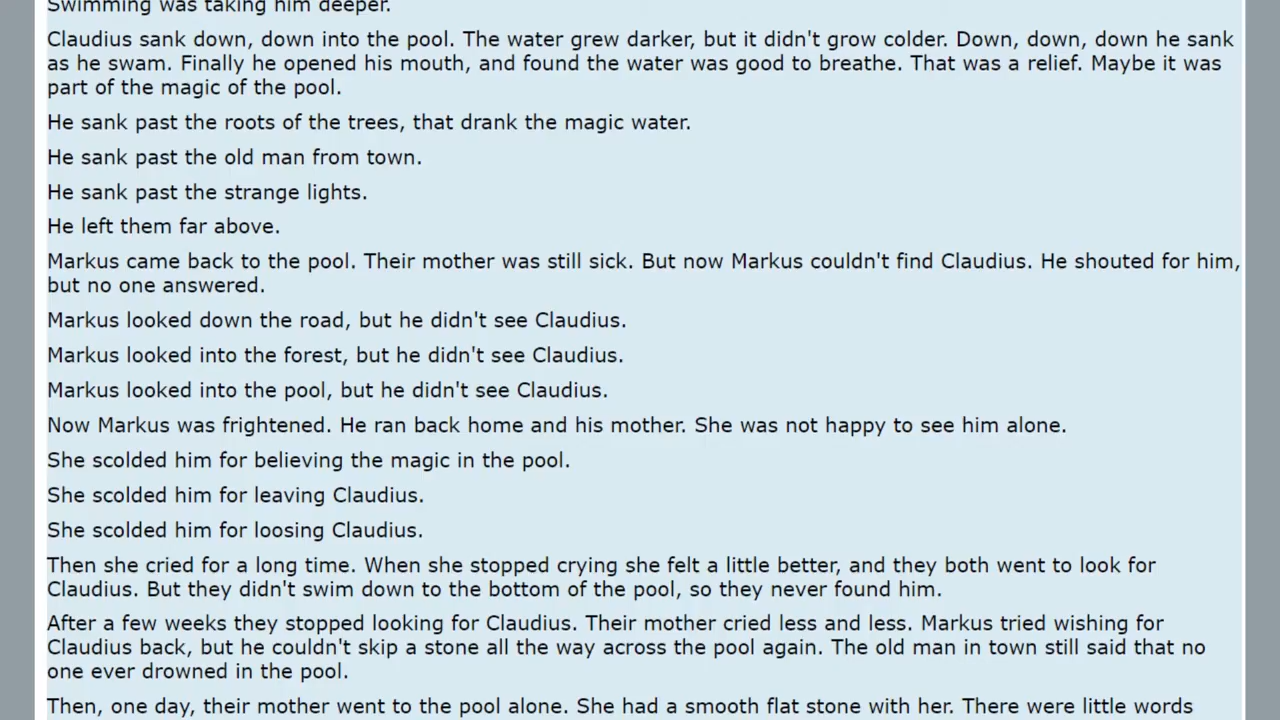 Swimming was taking him deeper.
Claudius sank down, down into the pool. The water grew darker, but it didn't grow colder. Down, down, down he sank
as he swam. Finally he opened his mouth, and found the water was good to breathe. That was a relief. Maybe it was
part of the magic of the pool.
He sank past the roots of the trees, that drank the magic water.
He sank past the old man from town.
He sank past the strange lights.
He left them far above.
Markus came back to the pool. Their mother was still sick. But now Markus couldn't find Claudius. He shouted for him,
but no one answered.
Markus looked down the road, but he didn't see Claudius.
Markus looked into the forest, but he didn't see Claudius.
Markus looked into the pool, but he didn't see Claudius.
Now Markus was frightened. He ran back home and his mother. She was not happy to see him alone.
She scolded him for believing the magic in the pool.
She scolded him for leaving Claudius.
She scolded him for loosing Claudius.
Then she cried for a long time. When she stopped crying she felt a little better, and they both went to look for
Claudius. But they didn't swim down to the bottom of the pool, so they never found him.
After a few weeks they stopped looking for Claudius. Their mother cried less and less. Markus tried wishing for
Claudius back, but he couldn't skip a stone all the way across the pool again. The old man in town still said that no
one ever drowned in the pool.
Then, one day, their mother went to the pool alone. She had a smooth flat stone with her. There were little words